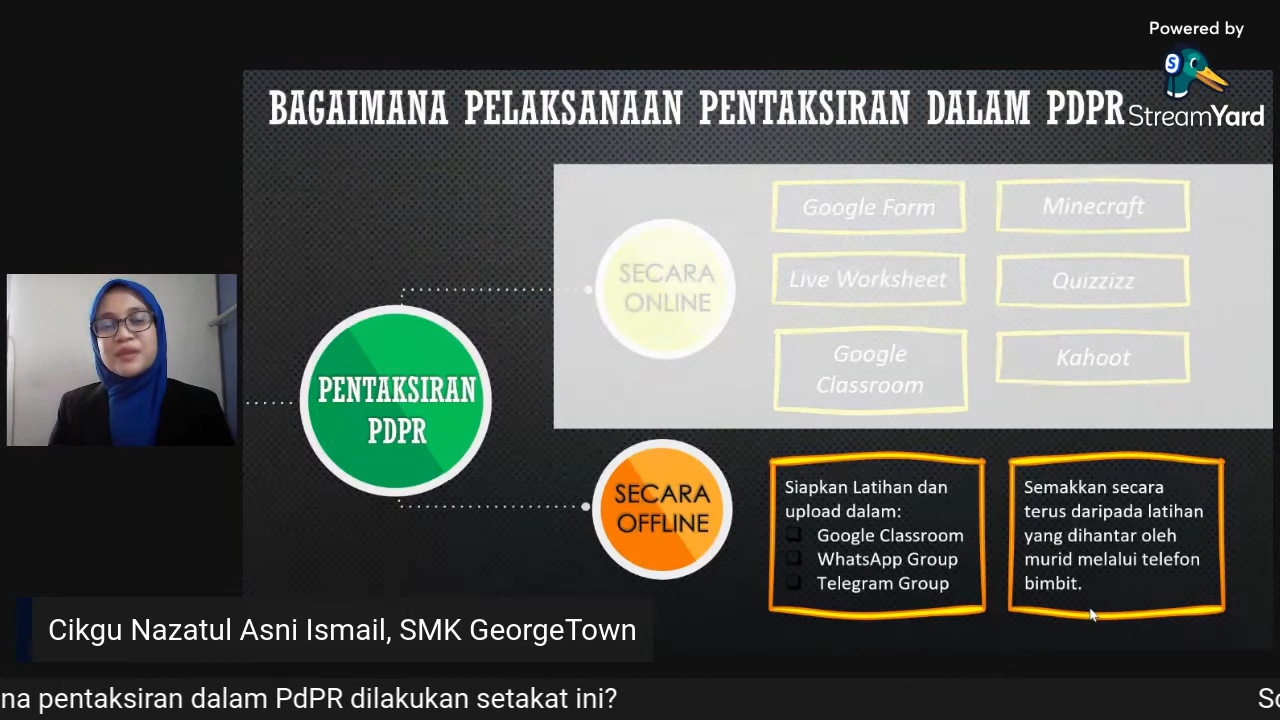 Powered by
StreamYard
BAGAIMANA PELAKSANAAN PENTAKSIRAN DALAM PDPR
Google Form
Minecraft
SECARA
ONLINE
Live Worksheet
Quizzizz
Google
Classroom
Kahoot
PENTAKSIRAN
PDPR
SECARA
OFFLINE
Siapkan Latihan dan
upload dalam:
Google Classroom
WhatsApp Group
Telegram Group
Semakkan secara
terus daripada latihan
yang dihantar oleh
murid melalui telefon
bimbit.
Cikgu Nazatul Asni Ismail, SMK GeorgeTown
na pentaksiran dalam PdPR dilakukan setakat ini?